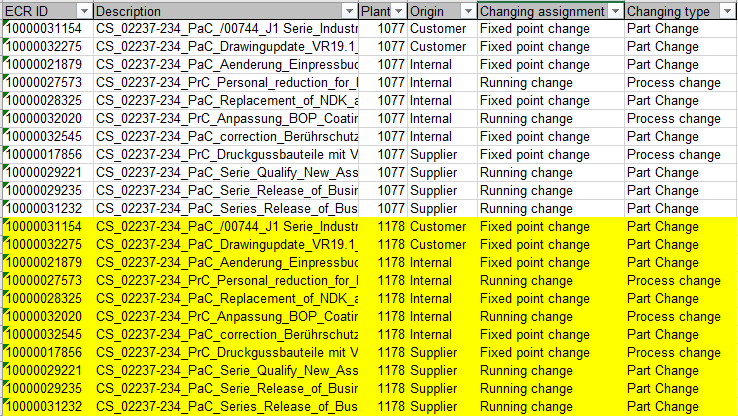 ECR ID Description Plant Origin Changing assignment Changing type
10000031154 CS_02237-234_PaC_/00744_J1 Serie_Industr 1077 Customer Fixed point change Part Change
10000032275 CS_02237-234_PaC_Drawingupdate_VR19.1_ 1077 Customer Fixed point change Part Change
10000021879 CS_02237-234_PaC_Aenderung_Einpressbuc 1077 Internal Fixed point change Part Change
10000027573 CS_02237-234_PrC_Personal_reduction_for_ 1077 Internal Running change Process change
10000028325 CS_02237-234_PaC_Replacement_of_NDK_a 1077 Internal Fixed point change Part Change
10000032020 CS_02237-234_PrC_Anpassung_BOP_Coatin 1077 Internal Running change Process change
10000032545 CS_02237-234_PaC_correction_Berührschutz 1077 Internal Fixed point change Part Change
10000017856 CS_02237-234_PrC_Druckgussbauteile mit V 1077 Supplier Fixed point change Process change
10000029221 CS_02237-234_PaC_Serie_Qualify_New_Ass 1077 Supplier Running change Part Change
10000029235 CS_02237-234_PaC_Serie_Release_of_Busir 1077 Supplier Running change Part Change
10000031232 CS_02237-234_PaC_Series_Release_of_Bus 1077 Supplier Running change Part Change
10000031154 CS_02237-234_PaC_/00744_J1 Serie_Industr 1178 Customer Fixed point change Part Change
10000032275 CS_02237-234_PaC_Drawingupdate_VR19.1_ 1178 Customer Fixed point change Part Change
10000021879 CS_02237-234_PaC_Aenderung_Einpressbuc 1178 Internal Fixed point change Part Change
10000027573 CS_02237-234_PrC_Personal_reduction_for_ 1178 Internal Running change Process change
10000028325 CS_02237-234_PaC_Replacement_of_NDK_a 1178 Internal Fixed point change Part Change
10000032020 CS_02237-234_PrC_Anpassung_BOP_Coatin 1178 Internal Running change Process change
10000032545 CS_02237-234_PaC_correction_Berührschutz 1178 Internal Fixed point change Part Change
10000017856 CS_02237-234_PrC_Druckgussbauteile mit V 1178 Supplier Fixed point change Process change
10000029221 CS_02237-234_PaC_Serie_Qualify_New_Ass 1178 Supplier Running change Part Change
10000029235 CS_02237-234_PaC_Serie_Release_of_Busir 1178 Supplier Running change Part Change
10000031232 CS_02237-234_PaC_Series_Release_of_Bus 1178 Supplier Running change Part Change